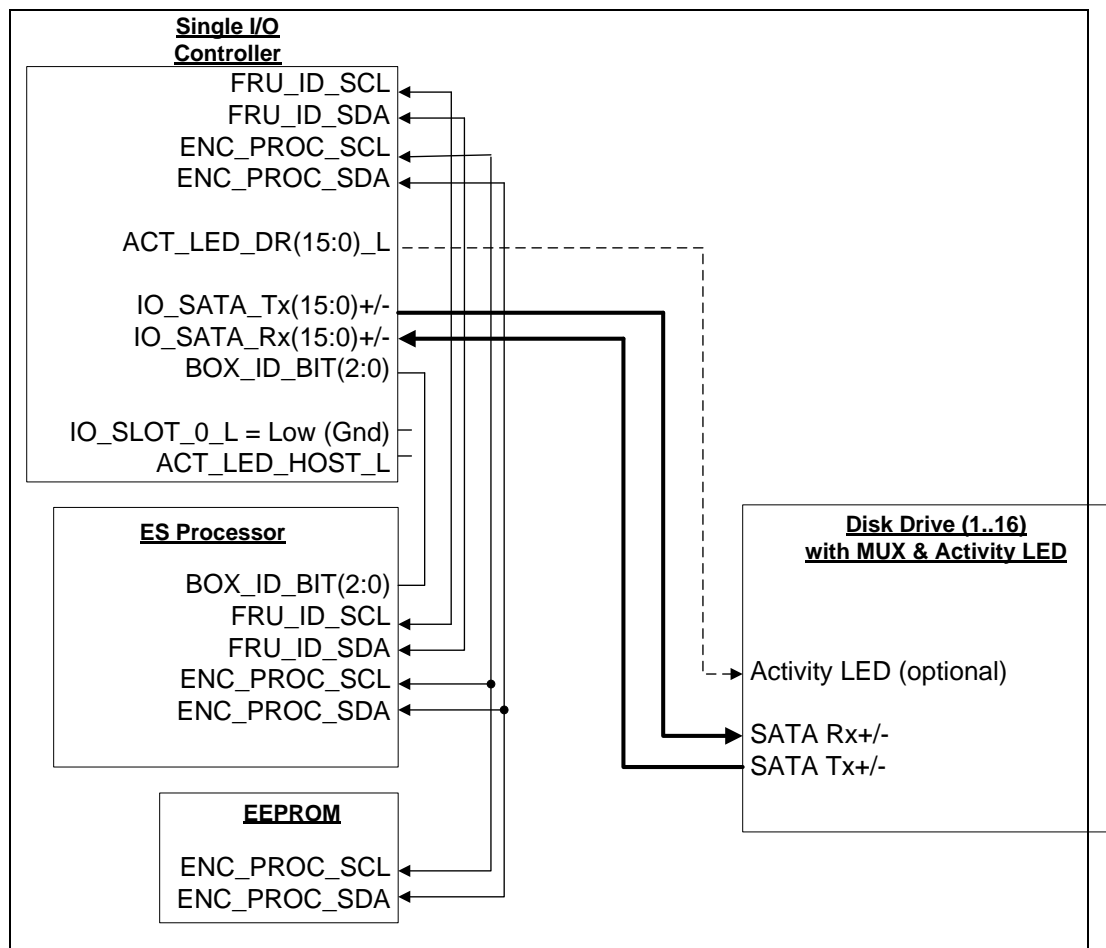 Single I/O
Controller
FRU_ID_SCL
FRU_ID_SDA
ENC_PROC_SCL
ENC_PROC_SDA
ACT_LED_DR(15:0)_L
IO_SATA_Tx(15:0)+/-
IO_SATA_Rx(15:0)+/-
BOX_ID_BIT(2:0)
IO_SLOT_0_L = Low (Gnd)
ACT_LED_HOST_L
ES Processor
BOX_ID_BIT(2:0)
FRU_ID_SCL
FRU_ID_SDA
ENC_PROC_SCL
ENC_PROC_SDA
EEPROM
ENC_PROC_SCL
ENC_PROC_SDA
Disk Drive (1..16)
with MUX & Activity LED
Activity LED (optional)
SATA Rx+/-
SATA Tx+/-